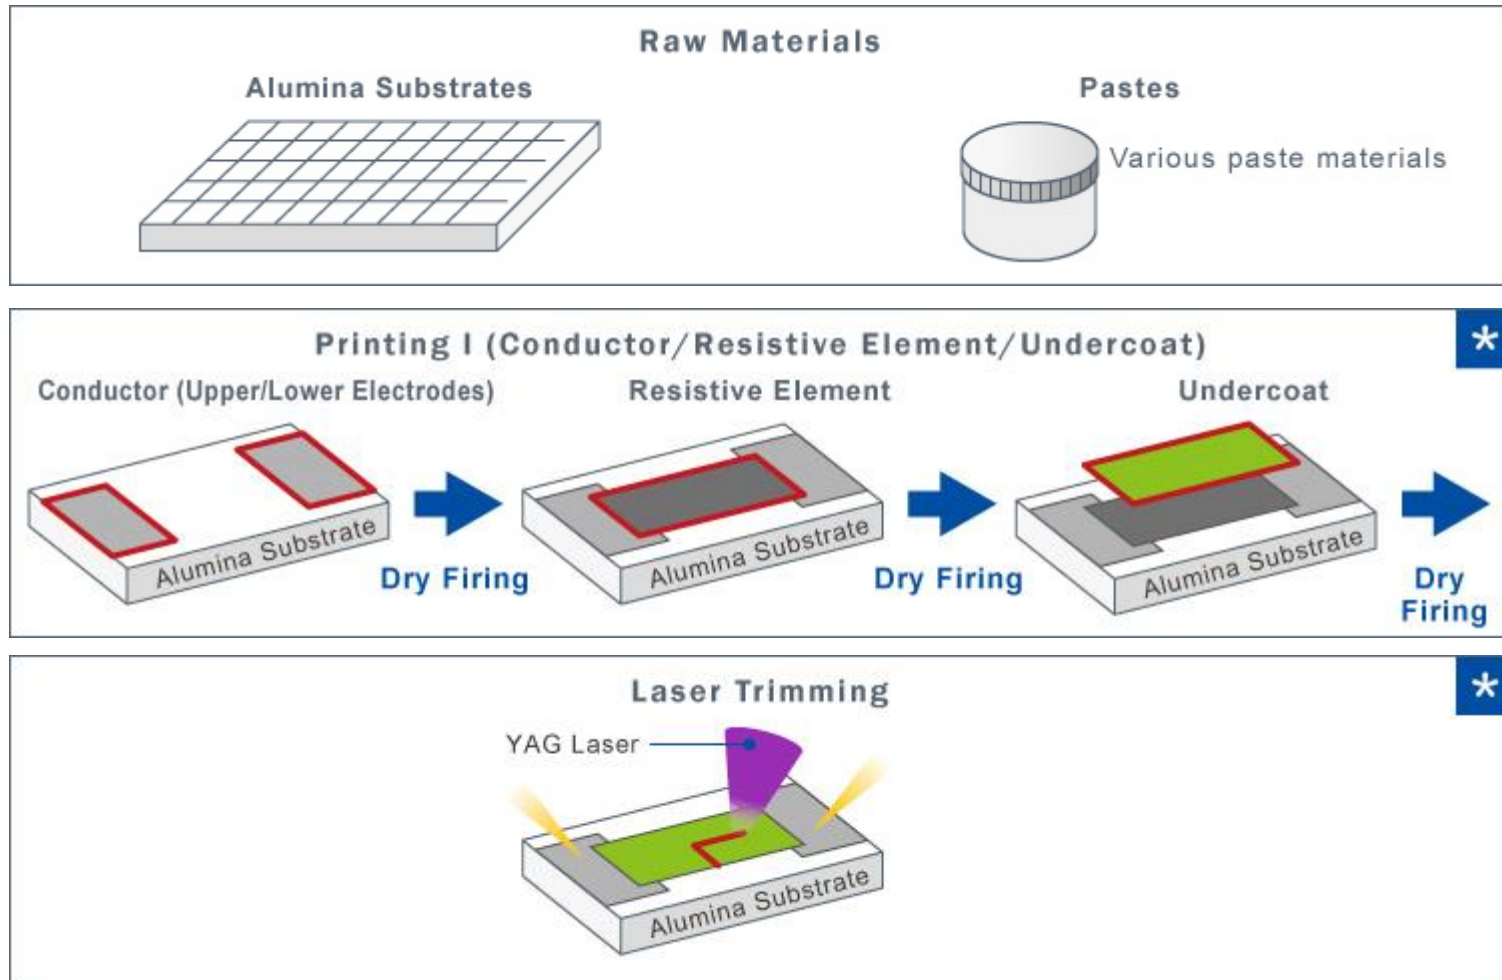 Raw Materials
Alumina Substrates
Pastes
Various paste materials
Printing I (Conductor/Resistive Element/Undercoat)
*
Conductor (Upper/Lower Electrodes)
Resistive Element
Undercoat
Alumina Substrate
Dry Firing
Alumina Substrate
Dry Firing
Alumina Substrate
Dry
Firing
Laser Trimming
*
YAG Laser
Alumina Substrate